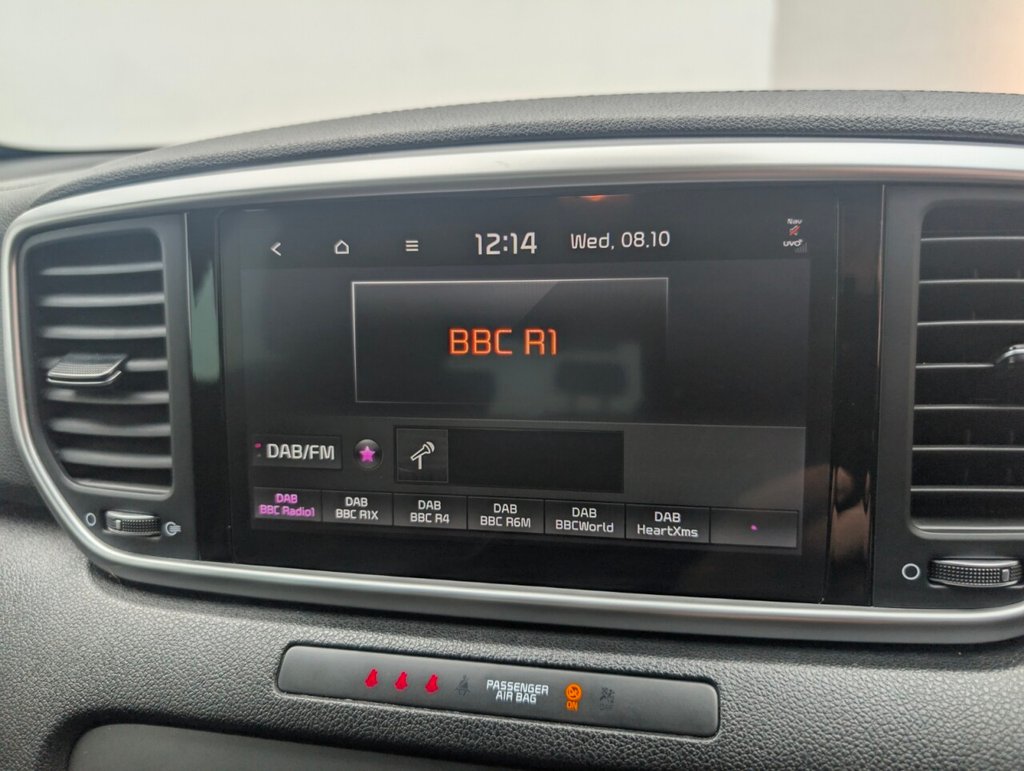 12:14 Wed, 08.10
Nav
UVO
BBC R1
DAB/FM
DAB
BBC Radio1
DAB
BBC R1X
DAB
BBC R4
DAB
BBC R6M
DAB
BBCWorld
DAB
HeartXms
PASSENGER
AIR BAG
ON